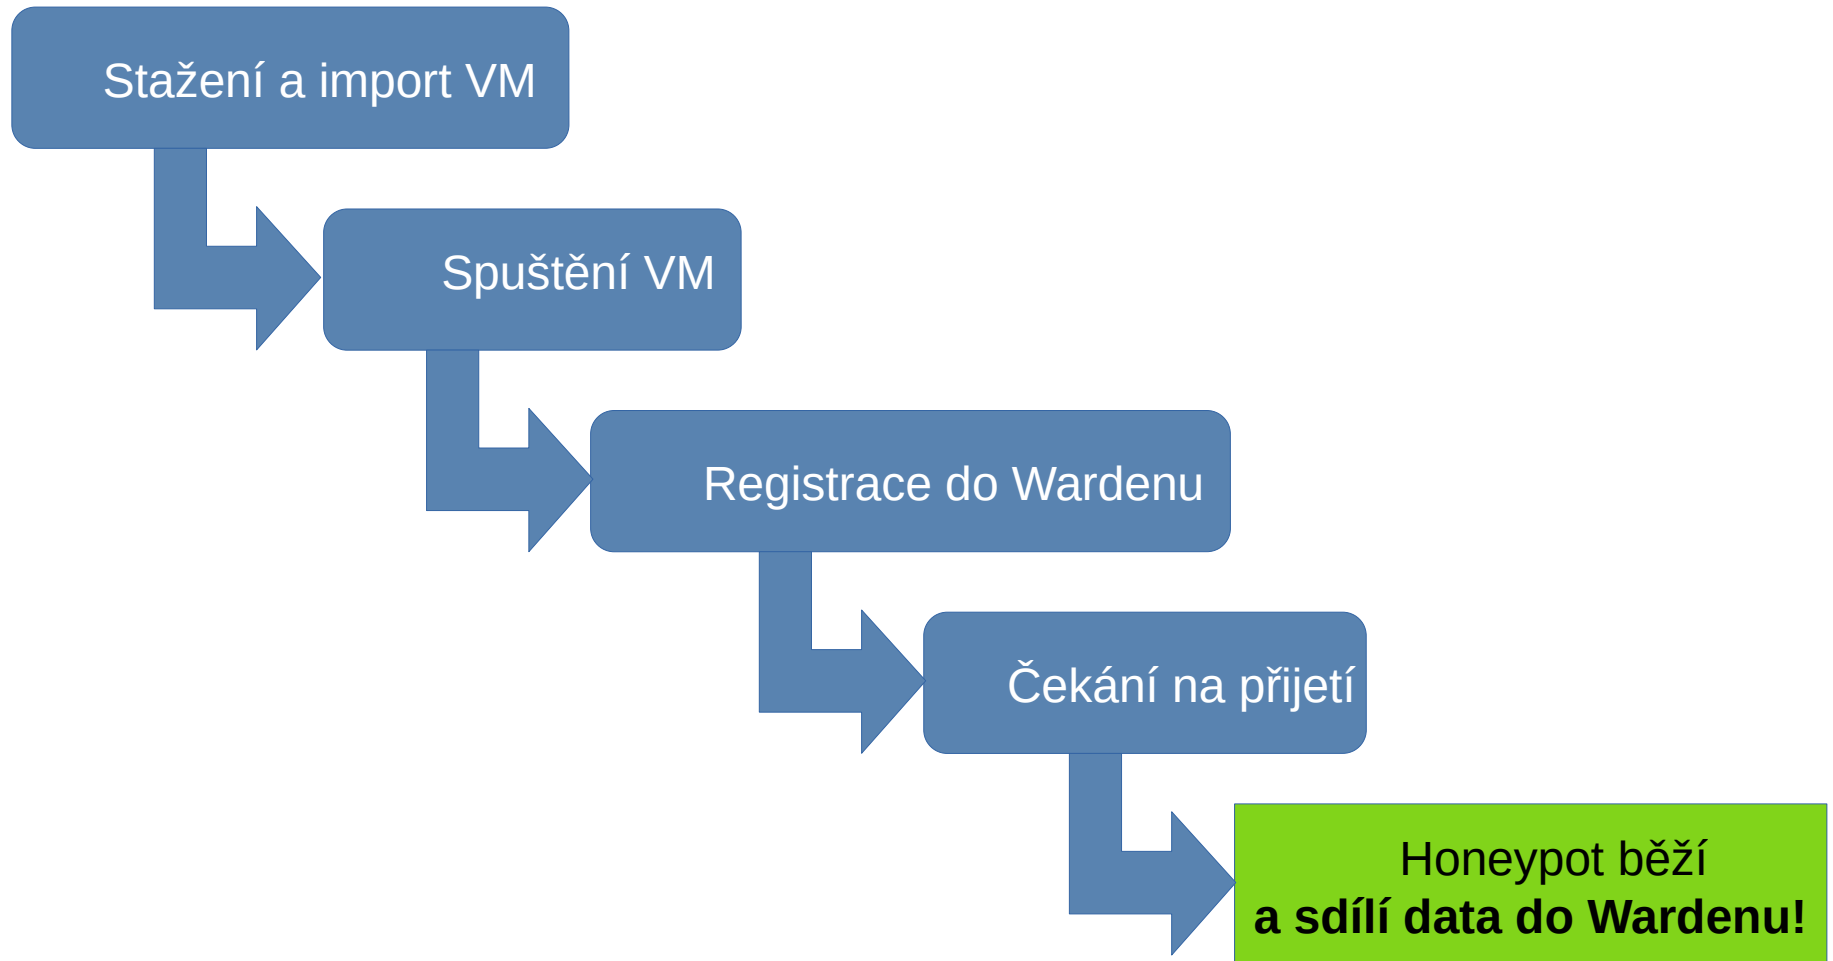 Stažení a import VM
Spuštění VM
Registrace do Wardenu
Čekání na přijetí
Honeypot běží
a sdílí data do Wardenu!